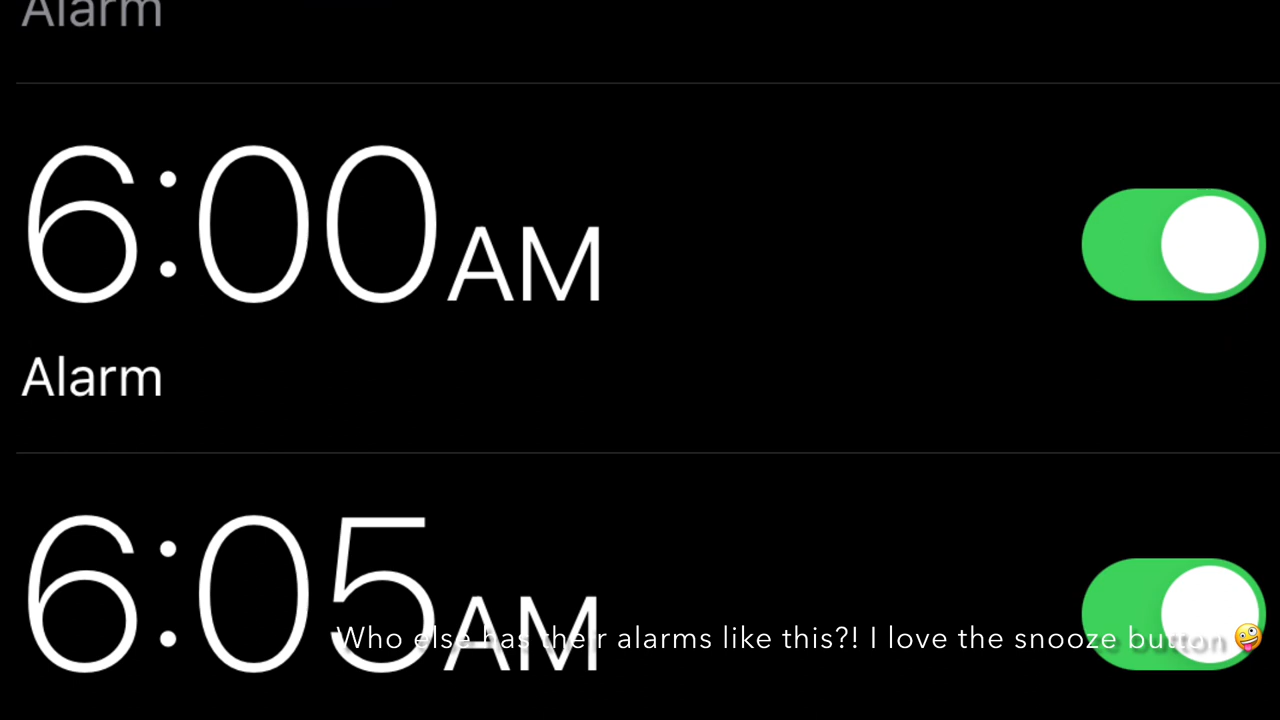 Alarm
6:00AM
Alarm
6:05AM
Who else has their alarms like this?! I love the snooze button 🤪